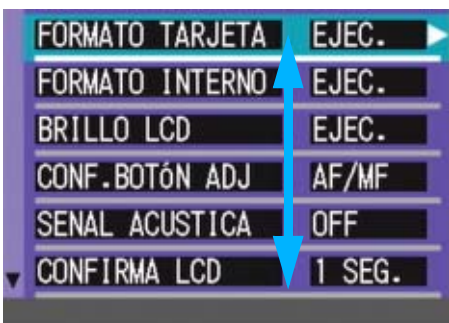 FORMATO TARJETA EJEC.
FORMATO INTERNO EJEC.
BRILLO LCD EJEC.
CONF.BOTÓN ADJ AF/MF
SENAL ACUSTICA OFF
CONFIRMA LCD 1 SEG.